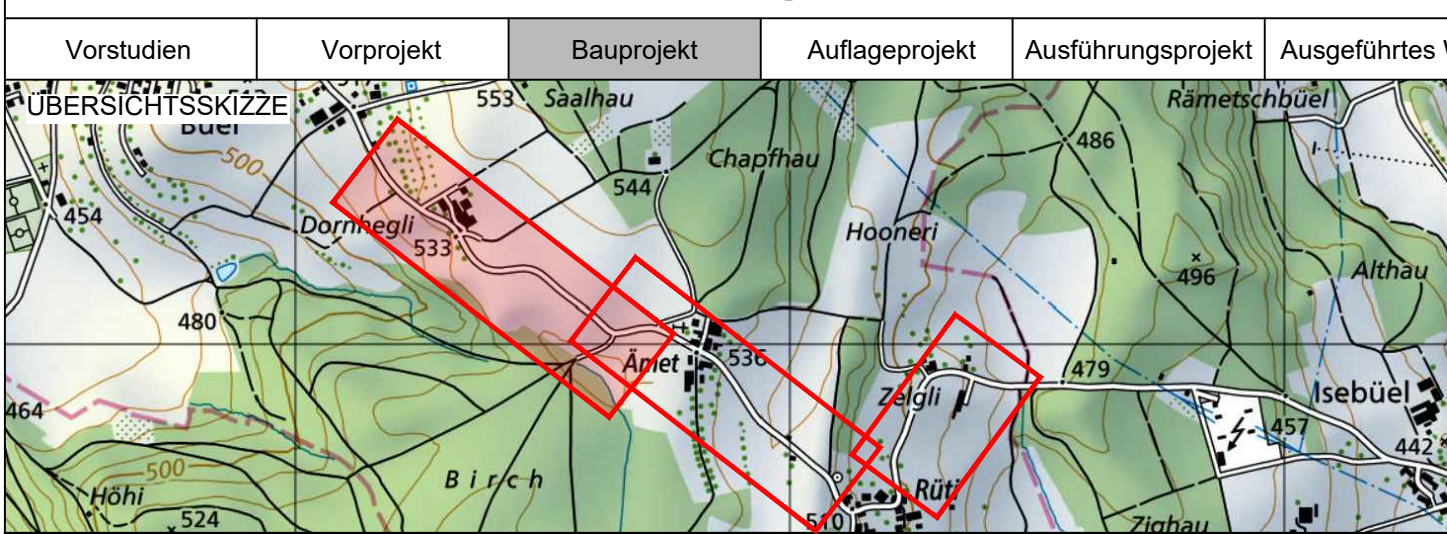 Vorstudien Vorprojekt Bauprojekt Auflageprojekt Ausführungsprojekt Ausgeführtes W
ÜBERSICHTSSKIZZE
553 Saalhau Rämetschbüel
Büel
486
500 Chapfhau
544
454 Dornhegli Hooneri
533
496 Althau
480
Ämet 536
479
464 Zelgli Isebüel
457
442
500 Birch
Höhi Rüti
524 510 Zighau